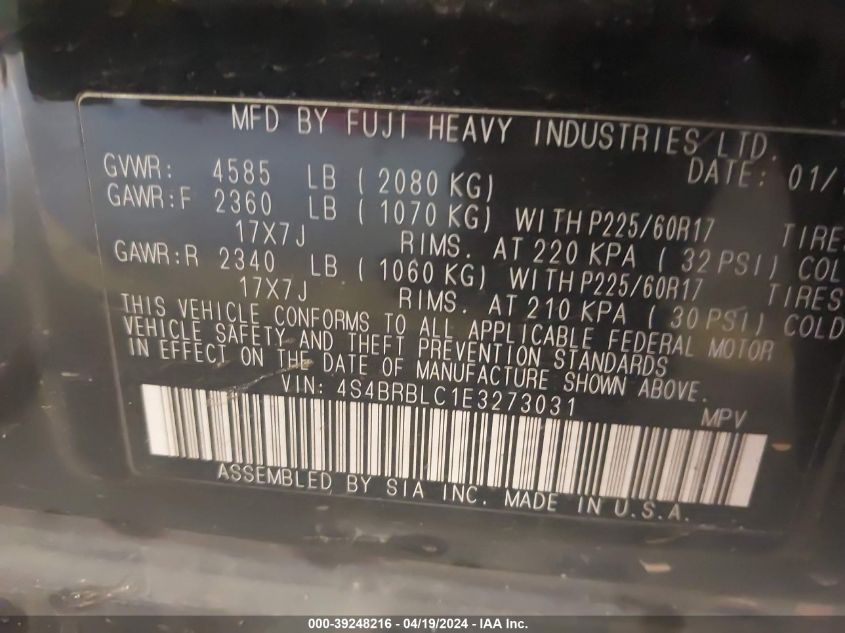 MFD BY FUJI HEAVY INDUSTRIES LTD.
DATE: 01/
GVWR: 4585 LB (2080 KG)
GAWR:F 2360 LB (1070 KG) WITH P225/60R17 TIRES
17X7J RIMS. AT 220 KPA (32 PSI) COL
GAWR:R 2340 LB (1060 KG) WITH P225/60R17 TIRES
17X7J RIMS. AT 210 KPA (30 PSI) COLD
THIS VEHICLE CONFORMS TO ALL APPLICABLE FEDERAL MOTOR
VEHICLE SAFETY AND THEFT PREVENTION STANDARDS
IN EFFECT ON THE DATE OF MANUFACTURE SHOWN ABOVE.
VIN: 4S4BRBLC1E3273031 MPV
ASSEMBLED BY SIA INC. MADE IN U.S.A.
000-39248216 - 04/19/2024 - IAA Inc.